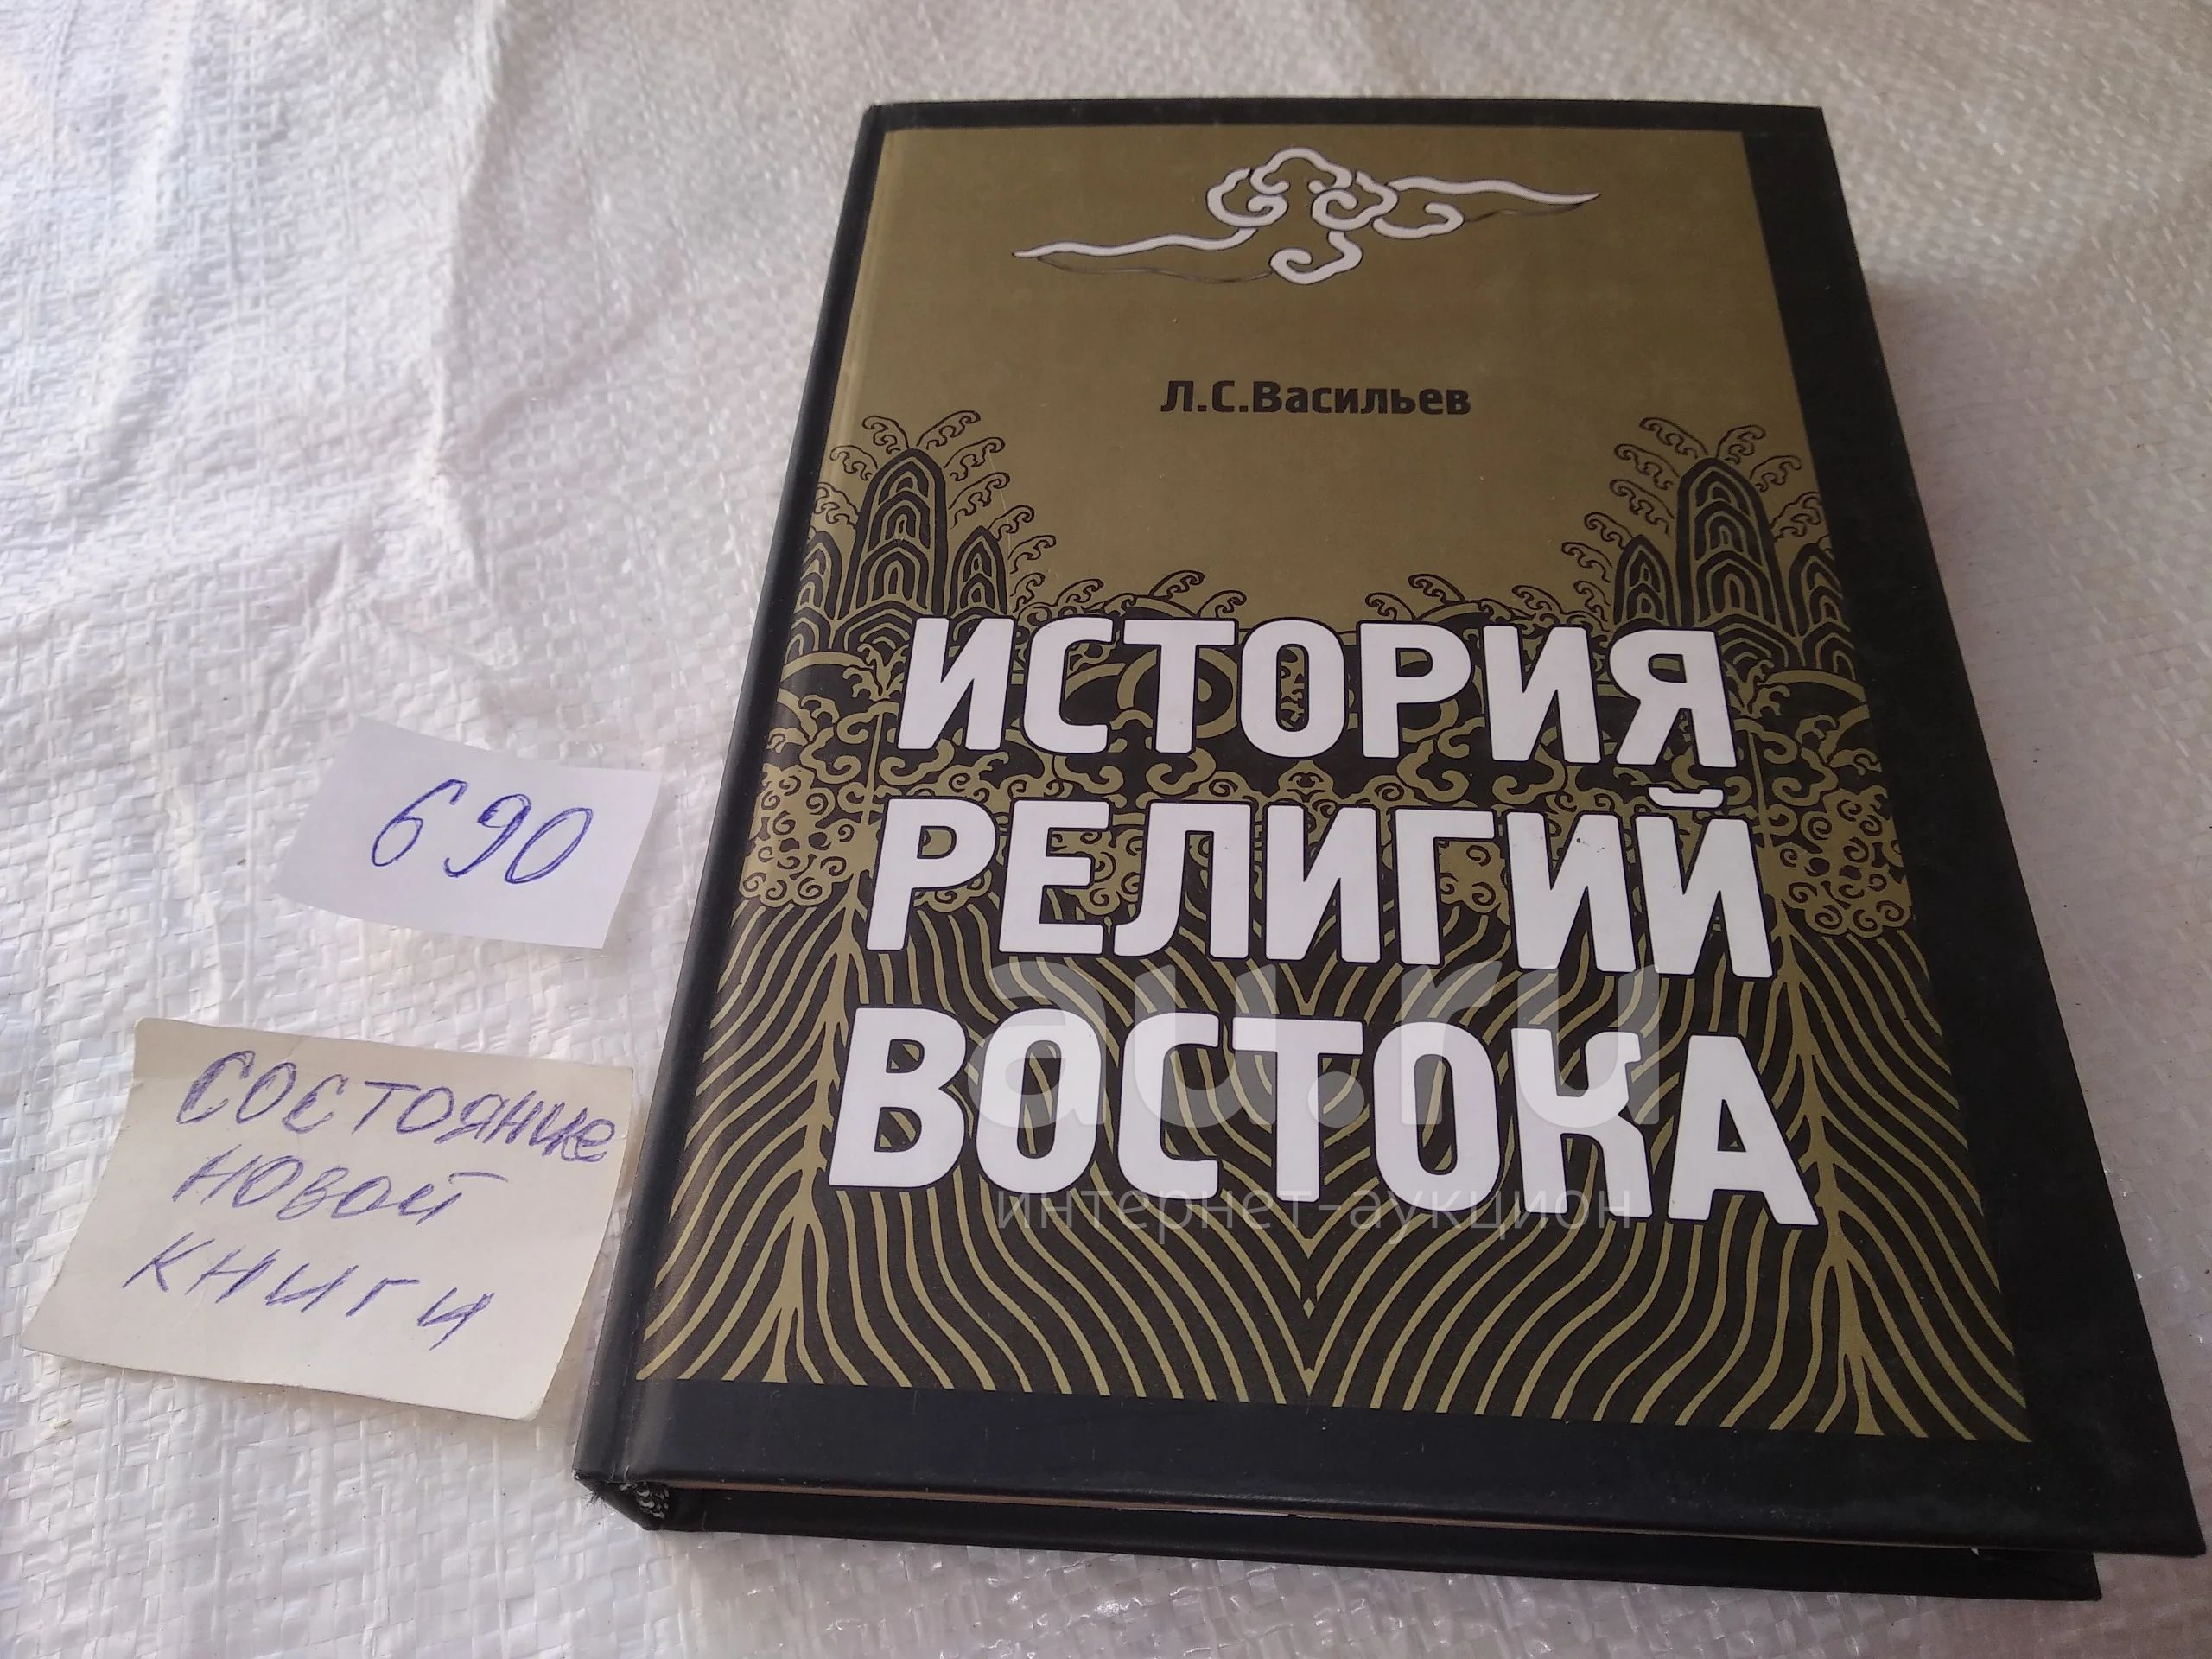 Л.С.Васильев
ИСТОРИЯ
РЕЛИГИЙ
ВОСТОКА
au.ru
интернет-аукцион
690
СОСТОЯНИЕ
НОВОЙ
КНИГИ